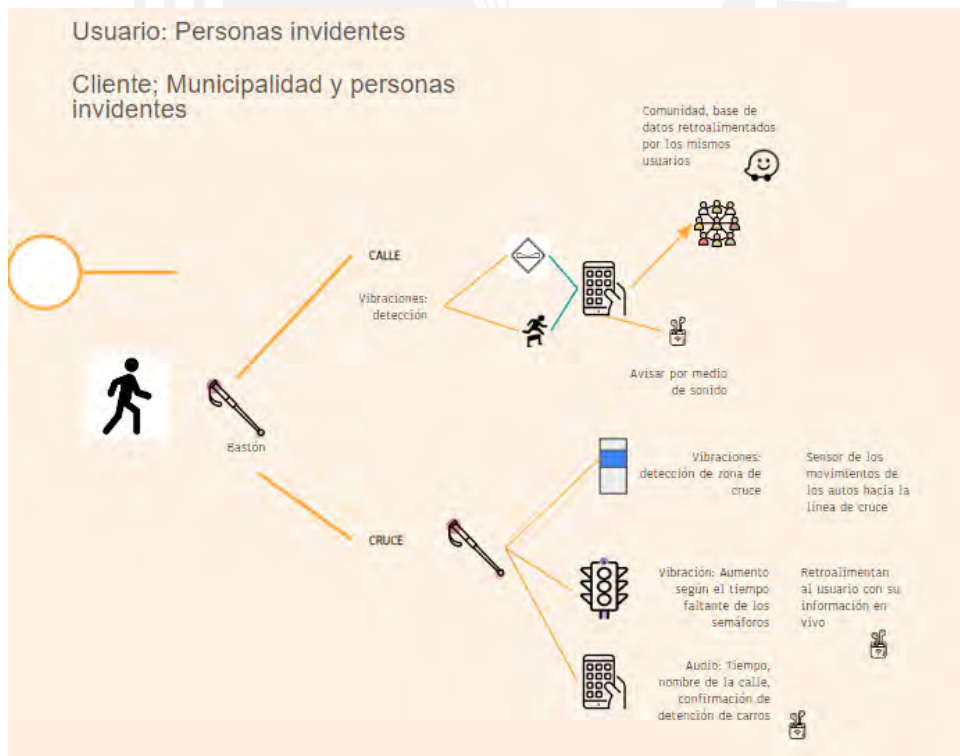 Usuario: Personas invidentes
Cliente; Municipalidad y personas
invidentes
Comunidad, base de
datos retroalimentados
por los mismos
usuarios
CALLE
Vibraciones:
detección
Avisar por medio
de sonido
Bastón
CRUCE
Vibraciones:
detección de zona de
cruce
Sensor de los
movimientos de
los autos hacia la
línea de cruce
Vibración: Aumento
según el tiempo
faltante de los
semáforos
Retroalimentan
al usuario con su
información en
vivo
Audio: Tiempo,
nombre de la calle,
confirmación de
detención de carros